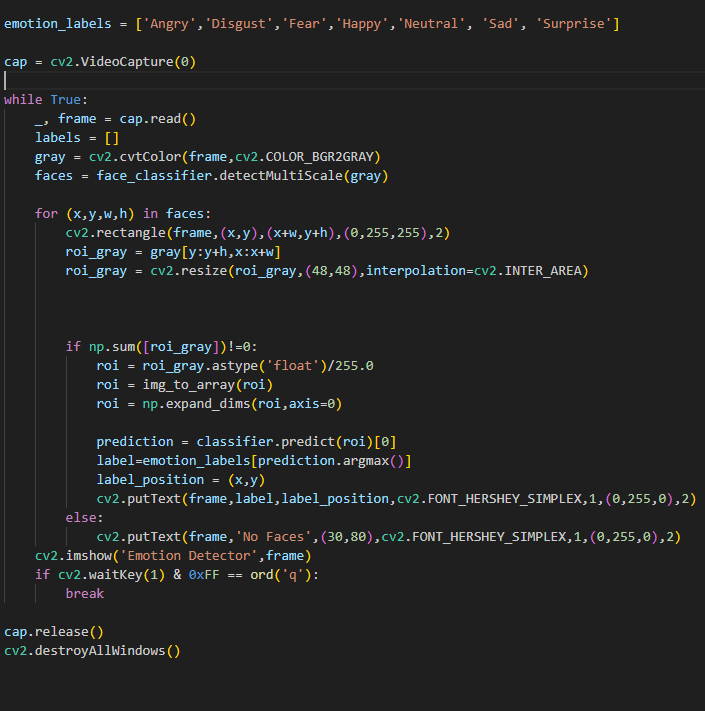 emotion_labels = ['Angry','Disgust','Fear','Happy','Neutral', 'Sad', 'Surprise']
cap = cv2.VideoCapture(0)
while True:
    _, frame = cap.read()
    labels = []
    gray = cv2.cvtColor(frame,cv2.COLOR_BGR2GRAY)
    faces = face_classifier.detectMultiScale(gray)
    for (x,y,w,h) in faces:
        cv2.rectangle(frame,(x,y),(x+w,y+h),(0,255,255),2)
        roi_gray = gray[y:y+h,x:x+w]
        roi_gray = cv2.resize(roi_gray,(48,48),interpolation=cv2.INTER_AREA)
        if np.sum([roi_gray])!=0:
            roi = roi_gray.astype('float')/255.0
            roi = img_to_array(roi)
            roi = np.expand_dims(roi,axis=0)
            prediction = classifier.predict(roi)[0]
            label=emotion_labels[prediction.argmax()]
            label_position = (x,y)
            cv2.putText(frame,label,label_position,cv2.FONT_HERSHEY_SIMPLEX,1,(0,255,0),2)
        else:
            cv2.putText(frame,'No Faces',(30,80),cv2.FONT_HERSHEY_SIMPLEX,1,(0,255,0),2)
    cv2.imshow('Emotion Detector',frame)
    if cv2.waitKey(1) & 0xFF == ord('q'):
        break
cap.release()
cv2.destroyAllWindows()